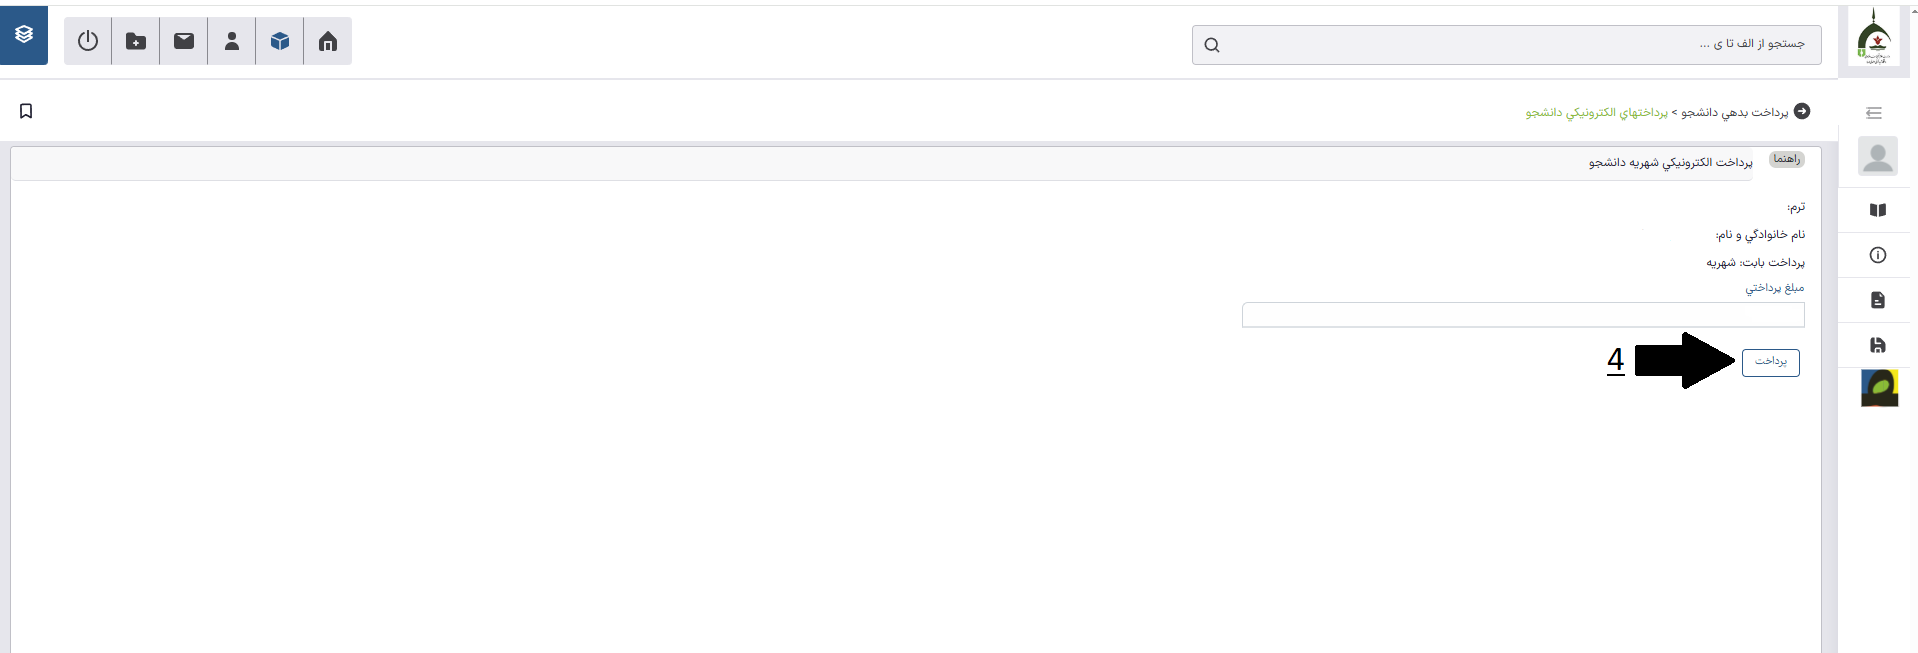 جستجو از الف تا ی ...
پرداخت بدهي دانشجو > پرداختهاي الكترونيكي دانشجو
راهنما
پرداخت الكترونيكي شهريه دانشجو
ترم:
نام خانوادگي و نام:
پرداخت بابت: شهريه
مبلغ پرداختي
پرداخت
4